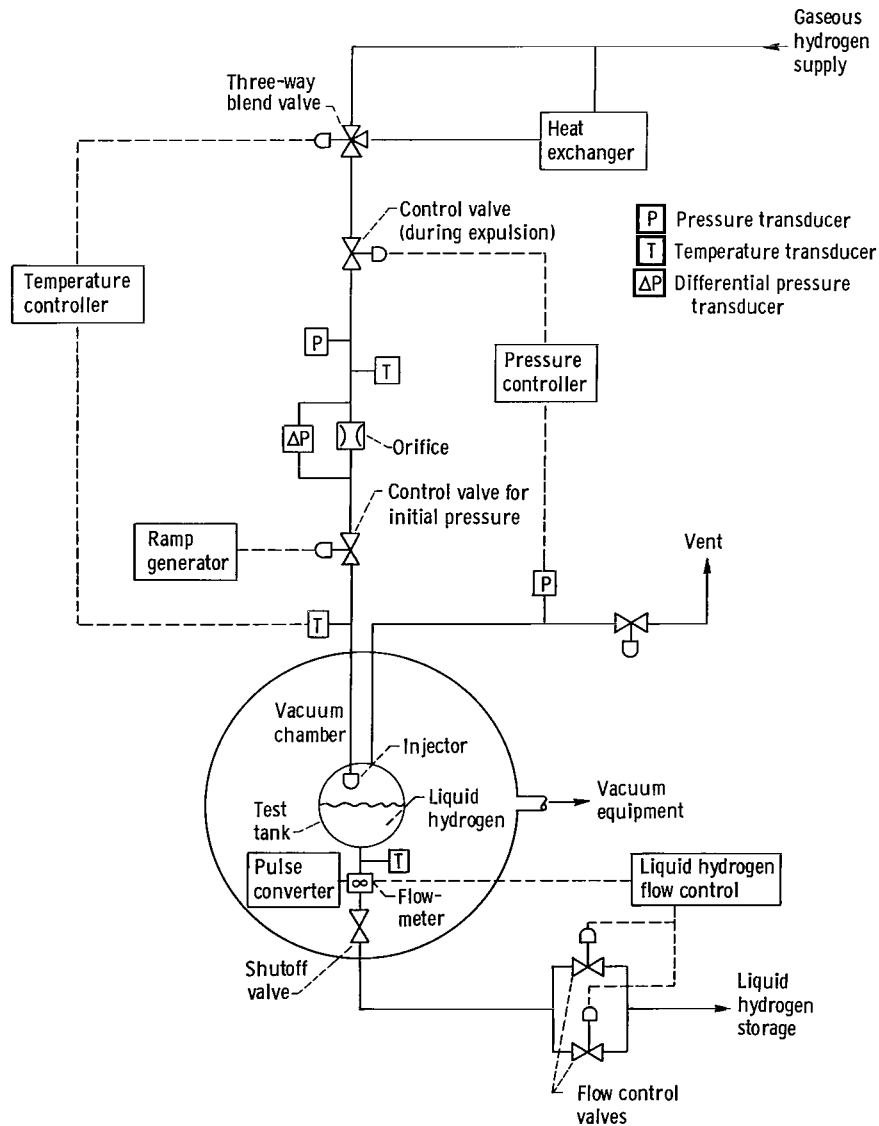 Gaseous
hydrogen
supply
Three-way
blend valve
Heat
exchanger
Control valve
(during expulsion)
P Pressure transducer
T Temperature transducer
ΔP Differential pressure
transducer
Temperature
controller
P
T
Pressure
controller
ΔP
Orifice
Control valve for
initial pressure
Ramp
generator
Vent
P
T
Vacuum
chamber
Injector
Test
tank
Liquid
hydrogen
Vacuum
equipment
T
Pulse
converter
∞
Flow-
meter
Liquid hydrogen
flow control
Shutoff
valve
Liquid
hydrogen
storage
Flow control
valves